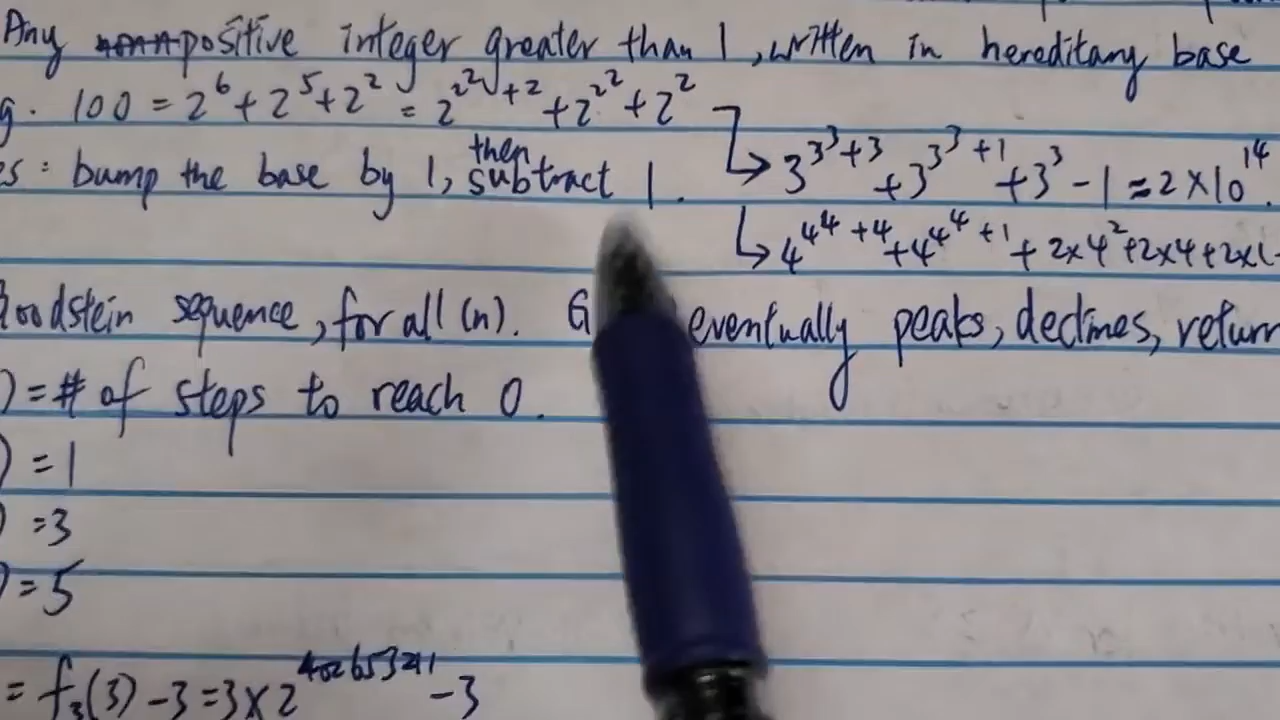 Any positive integer greater than 1, written in hereditary base
g. 100 = 2^6 + 2^5 + 2^2 = 2^{2^2+2} + 2^{2^2+1} + 2^2
↳ 3^{3^3+3} + 3^{3^3+1} + 3^3 - 1 ≈ 2×10^14.
es: bump the base by 1, then subtract 1.
↳ 4^{4^4+4} + 4^{4^4+1} + 2×4^2 + 2×4 + 2×(-
Goodstein sequence, for all (n). G eventually peaks, declines, return
) = # of steps to reach 0.
) = 1
) = 3
) = 5
= f_3(3) - 3 = 3×2^402653211 - 3